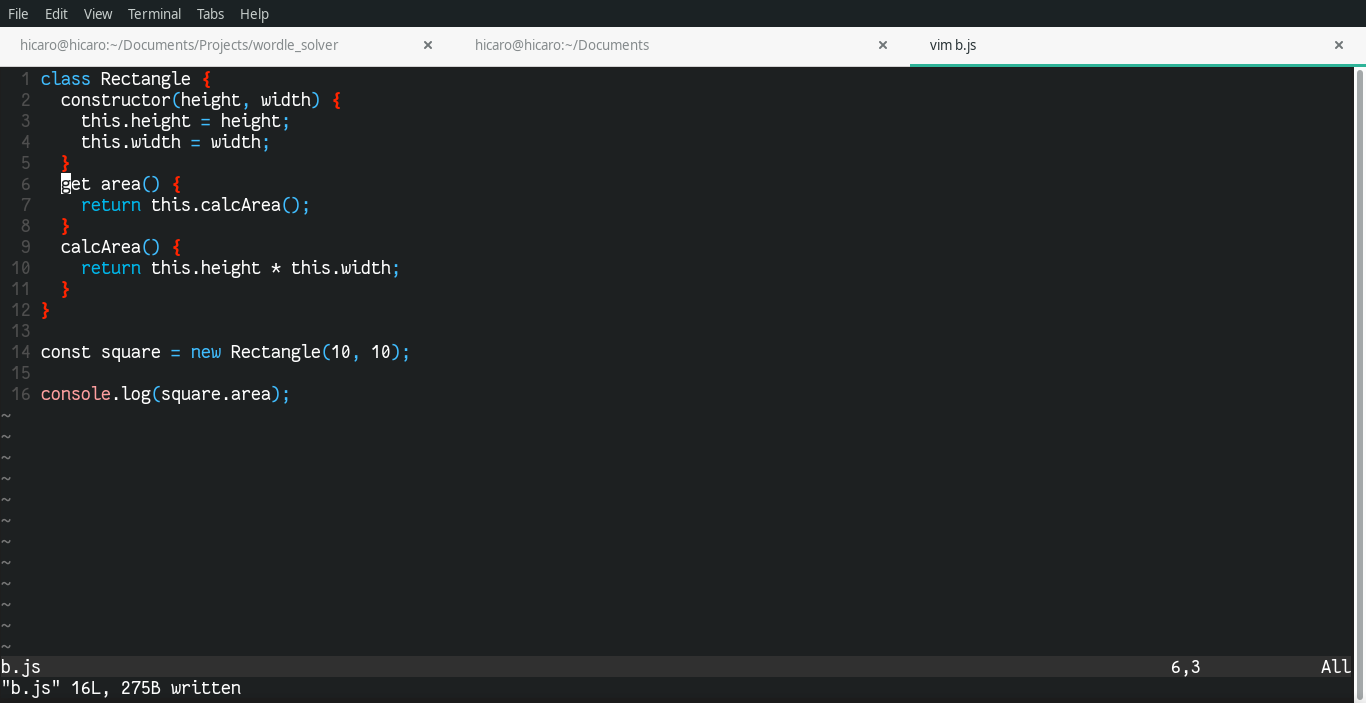 File Edit View Terminal Tabs Help
hicaro@hicaro:~/Documents/Projects/wordle_solver × hicaro@hicaro:~/Documents × vim b.js ×
1 class Rectangle {
2   constructor(height, width) {
3     this.height = height;
4     this.width = width;
5   }
6   get area() {
7     return this.calcArea();
8   }
9   calcArea() {
10     return this.height * this.width;
11   }
12 }
13
14 const square = new Rectangle(10, 10);
15
16 console.log(square.area);
~
~
~
~
~
~
~
~
~
~
~
~
b.js 6,3 All
"b.js" 16L, 275B written